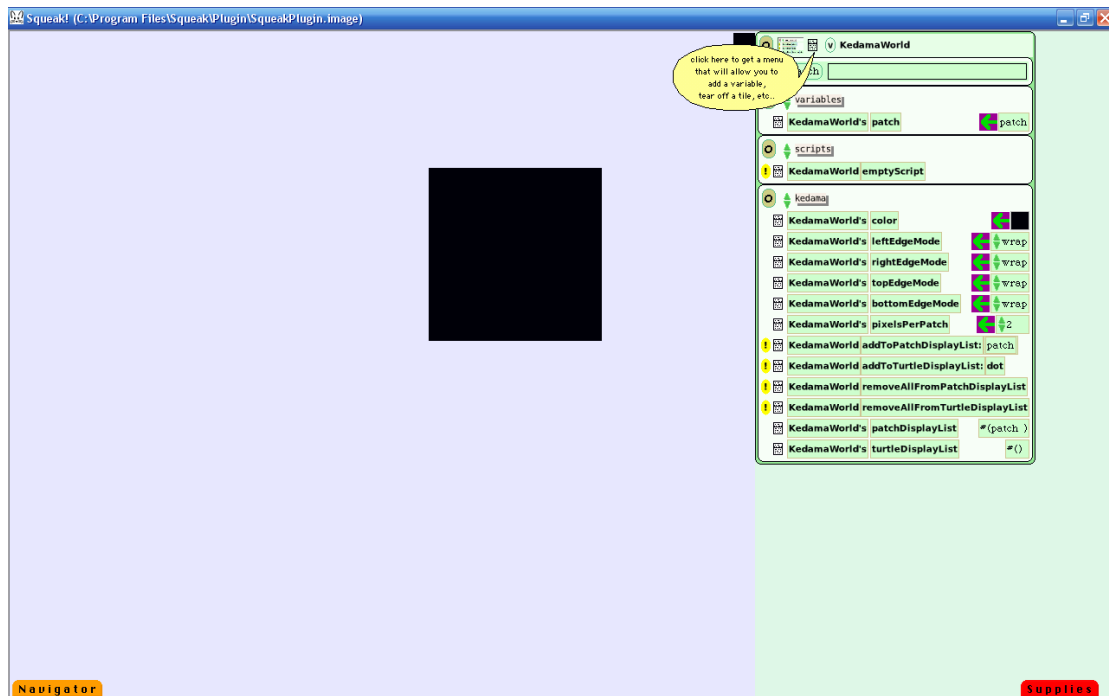 Squeak! (C:\Program Files\Squeak\Plugin\SqueakPlugin.image)
V KedamaWorld
click here to get a menu
that will allow you to
add a variable,
tear off a tile, etc..
variables
KedamaWorld's patch patch
scripts
! KedamaWorld emptyScript
kedama
KedamaWorld's color
KedamaWorld's leftEdgeMode wrap
KedamaWorld's rightEdgeMode wrap
KedamaWorld's topEdgeMode wrap
KedamaWorld's bottomEdgeMode wrap
KedamaWorld's pixelsPerPatch 2
! KedamaWorld addToPatchDisplayList: patch
! KedamaWorld addToTurtleDisplayList: dot
! KedamaWorld removeAllFromPatchDisplayList
! KedamaWorld removeAllFromTurtleDisplayList
KedamaWorld's patchDisplayList #(patch )
KedamaWorld's turtleDisplayList #()
Navigator
Supplies